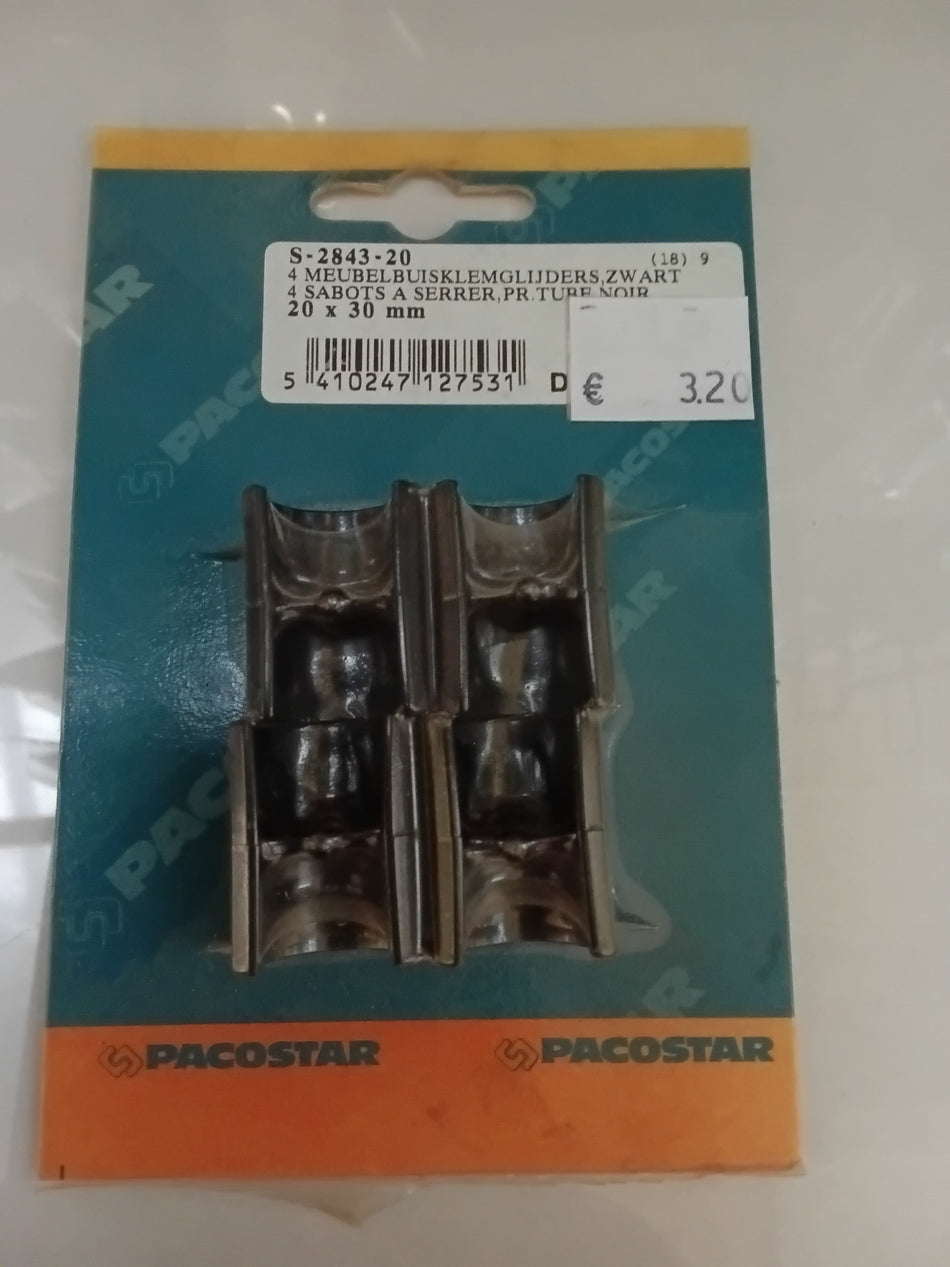 S-2843-20 (18) 9
4 MEUBELBUISKLEMGLIJDERS,ZWART
4 SABOTS A SERRER,PR.TUBE NOIR
20 x 30 mm
5 410247 127531 D
€ 3.20
PACOSTAR PACOSTAR